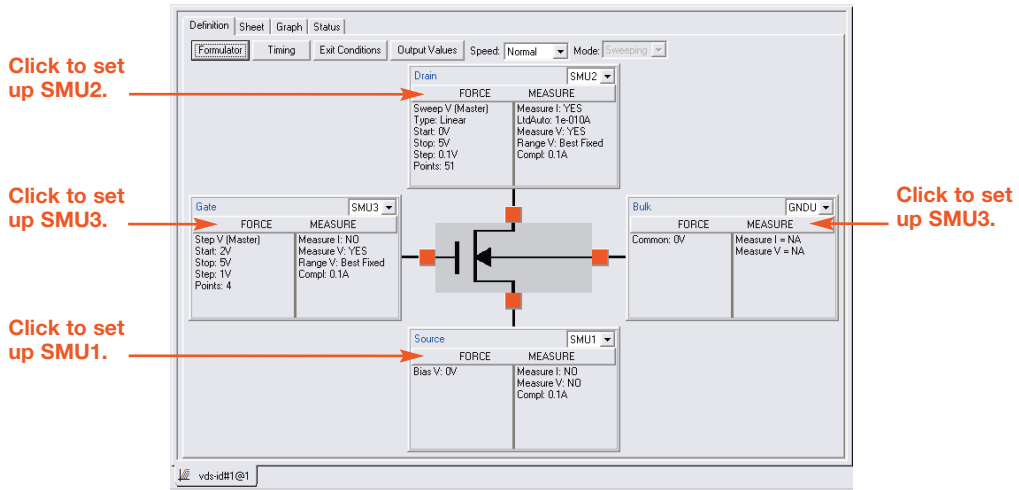 Definition Sheet Graph Status
Formulator Timing Exit Conditions Output Values Speed: Normal Mode: Sweeping
Click to set
up SMU2.
Drain SMU2
FORCE MEASURE
Sweep V (Master) Measure I: YES
Type: Linear LtdAuto: 1e-010A
Start: 0V Measure V: YES
Stop: 5V Range V: Best Fixed
Step: 0.1V Compl: 0.1A
Points: 51
Click to set
up SMU3.
Gate SMU3
FORCE MEASURE
Step V (Master) Measure I: NO
Start: 2V Measure V: YES
Stop: 5V Range V: Best Fixed
Step: 1V Compl: 0.1A
Points: 4
Bulk GNDU
FORCE MEASURE
Common: 0V Measure I = NA
Measure V = NA
Click to set
up SMU3.
Click to set
up SMU1.
Source SMU1
FORCE MEASURE
Bias V: 0V Measure I: NO
Measure V: NO
Compl: 0.1A
vds-id#1@1